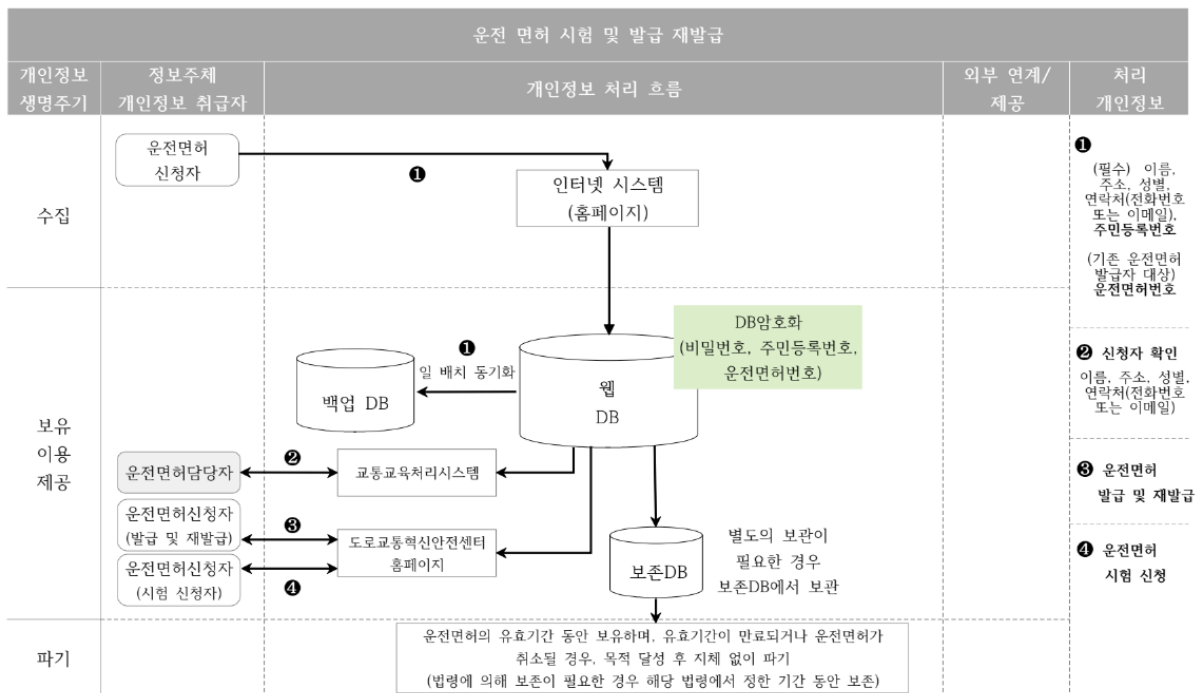 운전 면허 시험 및 발급 재발급
개인정보
생명주기
정보주체
개인정보 취급자
개인정보 처리 흐름
외부 연계/
제공
처리
개인정보
수집
운전면허
신청자
❶
인터넷 시스템
(홈페이지)
❶
(필수) 이름,
주소, 성별,
연락처(전화번호
또는 이메일),
주민등록번호
(기존 운전면허
발급자 대상)
운전면허번호
보유
이용
제공
DB암호화
(비밀번호, 주민등록번호,
운전면허번호)
❶
일 배치 동기화
백업 DB
웹
DB
❷ 신청자 확인
이름, 주소, 성별,
연락처(전화번호
또는 이메일)
운전면허담당자
❷
교통교육처리시스템
운전면허신청자
(발급 및 재발급)
❸
도로교통혁신안전센터
홈페이지
운전면허신청자
(시험 신청자)
❹
보존DB
별도의 보관이
필요한 경우
보존DB에서 보관
❸ 운전면허
발급 및 재발급
❹ 운전면허
시험 신청
파기
운전면허의 유효기간 동안 보유하며, 유효기간이 만료되거나 운전면허가
취소될 경우, 목적 달성 후 지체 없이 파기
(법령에 의해 보존이 필요한 경우 해당 법령에서 정한 기간 동안 보존)